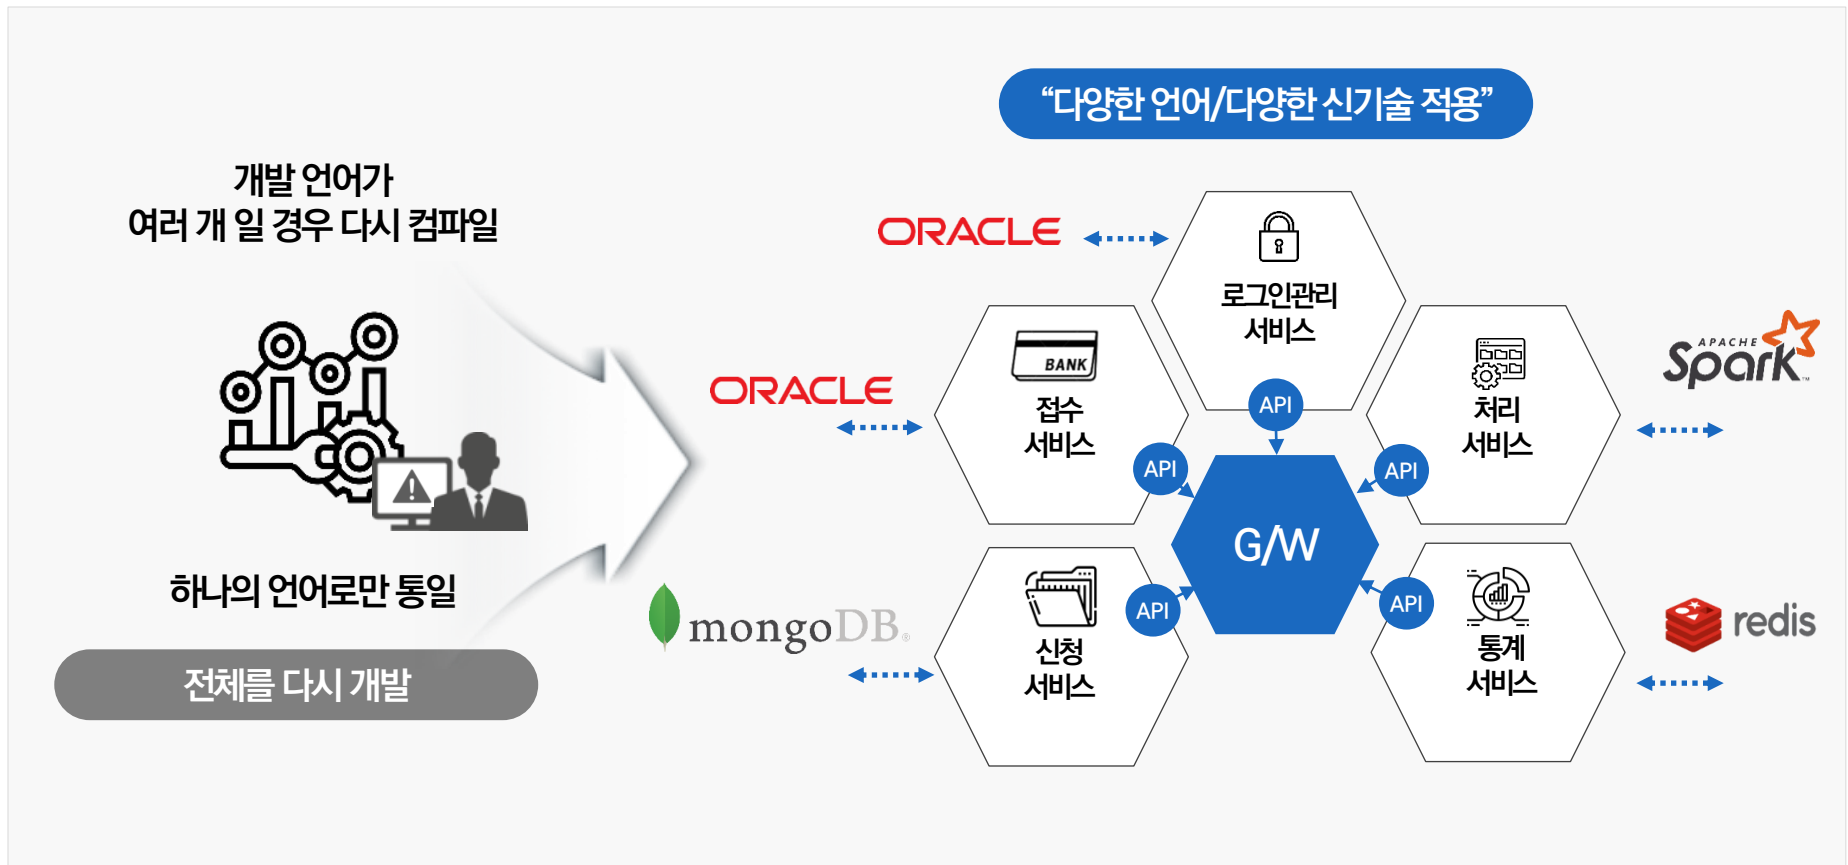 개발 언어가
여러 개 일 경우 다시 컴파일
하나의 언어로만 통일
전체를 다시 개발
“다양한 언어/다양한 신기술 적용”
ORACLE
로그인관리
서비스
API
ORACLE
BANK
접수
서비스
API
APACHE
Spark™
처리
서비스
API
G/W
mongoDB®
신청
서비스
API
redis
통계
서비스
API